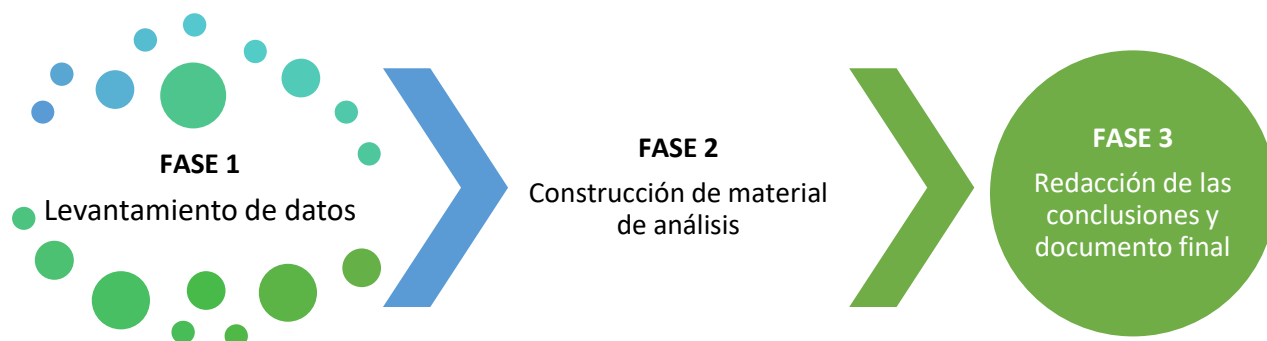 FASE 1
Levantamiento de datos
FASE 2
Construcción de material
de análisis
FASE 3
Redacción de las
conclusiones y
documento final